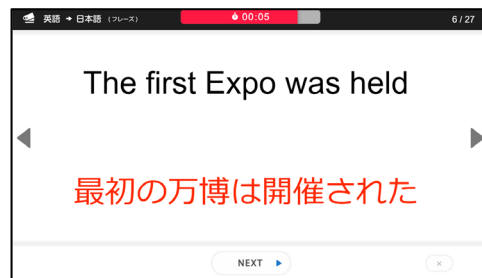 英語 → 日本語 (フレーズ) 00:05 6 / 27
The first Expo was held
最初の万博は開催された
NEXT